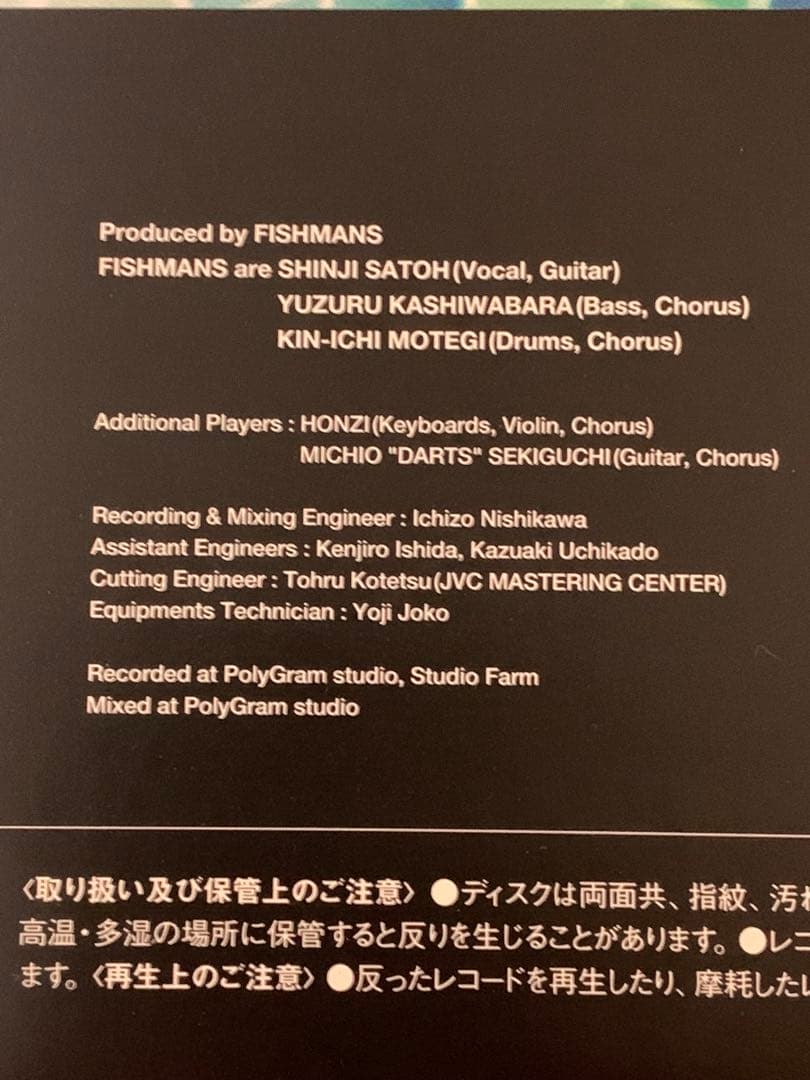 Produced by FISHMANS
FISHMANS are SHINJI SATOH(Vocal, Guitar)
YUZURU KASHIWABARA(Bass, Chorus)
KIN-ICHI MOTEGI(Drums, Chorus)
Additional Players : HONZI(Keyboards, Violin, Chorus)
MICHIO "DARTS" SEKIGUCHI(Guitar, Chorus)
Recording & Mixing Engineer : Ichizo Nishikawa
Assistant Engineers : Kenjiro Ishida, Kazuaki Uchikado
Cutting Engineer : Tohru Kotetsu(JVC MASTERING CENTER)
Equipments Technician : Yoji Joko
Recorded at PolyGram studio, Studio Farm
Mixed at PolyGram studio
〈取り扱い及び保管上のご注意〉 ●ディスクは両面共、指紋、汚
高温・多湿の場所に保管すると反りを生じることがあります。●レコ
ます。〈再生上のご注意〉 ●反ったレコードを再生したり、摩耗した